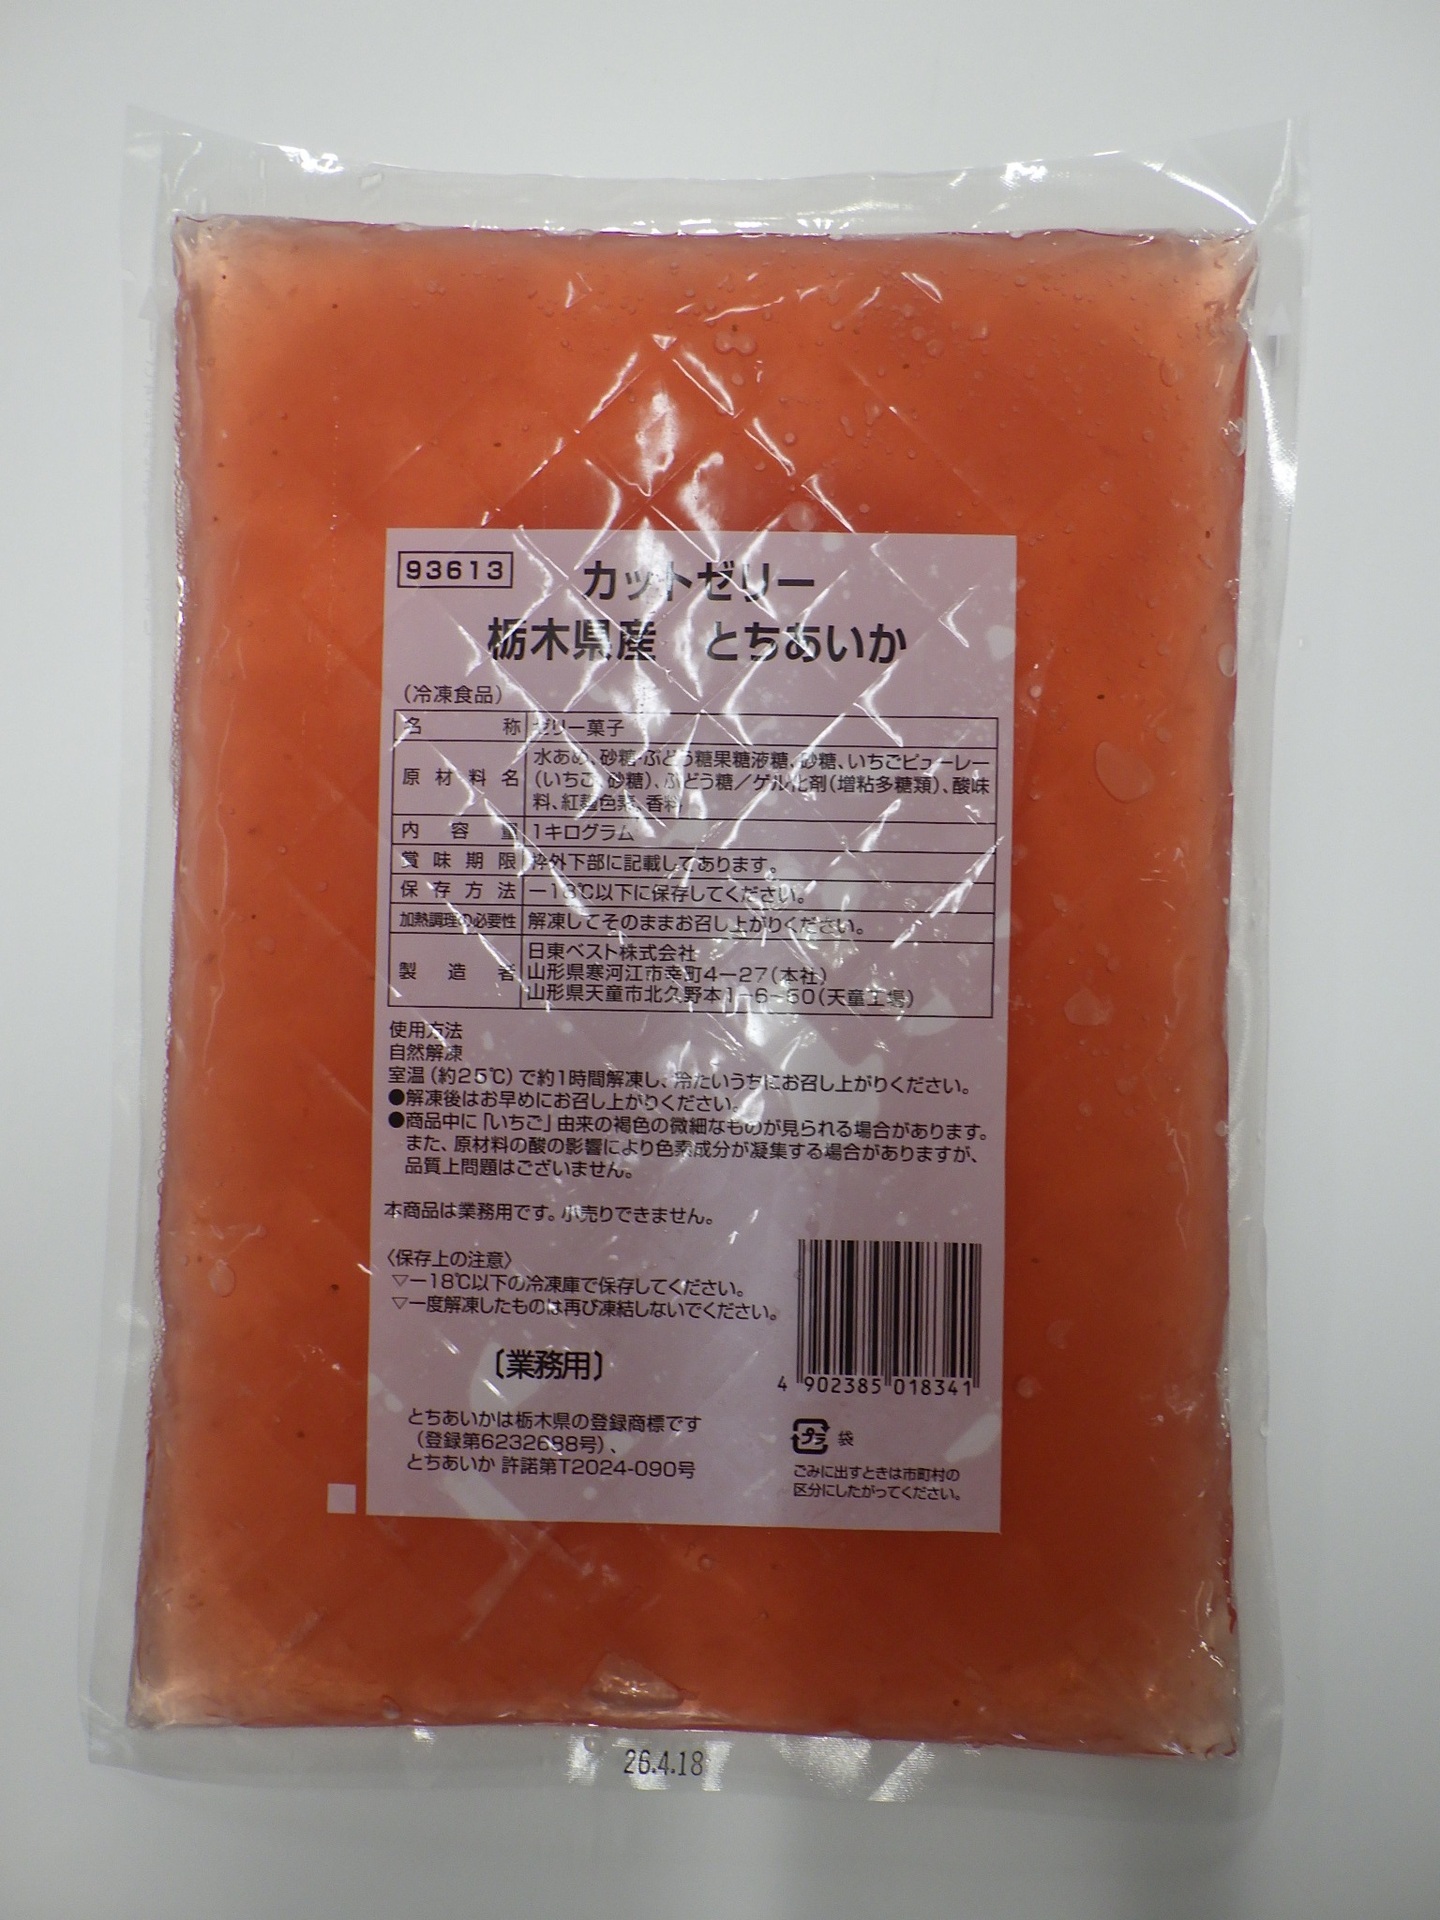 93613
カットゼリー
栃木県産 とちあいか
（冷凍食品）
名称 ゼリー菓子
原材料名 水あめ、砂糖・ぶどう糖果糖液糖、砂糖、いちごピューレー
（いちご、砂糖）、ぶどう糖／ゲル化剤（増粘多糖類）、酸味
料、紅麹色素、香料
内容量 1キログラム
賞味期限 枠外下部に記載してあります。
保存方法 －18℃以下に保存してください。
加熱調理の必要性 解凍してそのままお召し上がりください。
製造者 日東ベスト株式会社
山形県寒河江市幸町4－27（本社）
山形県天童市北久野本1－6－50（天童工場）
使用方法
自然解凍
室温（約25℃）で約1時間解凍し、冷たいうちにお召し上がりください。
●解凍後はお早めにお召し上がりください。
●商品中に「いちご」由来の褐色の微細なものが見られる場合があります。
また、原材料の酸の影響により色素成分が凝集する場合がありますが、
品質上問題はございません。
本商品は業務用です。小売りできません。
〈保存上の注意〉
▽－18℃以下の冷凍庫で保存してください。
▽一度解凍したものは再び凍結しないでください。
〔業務用〕
4 902385 018341
とちあいかは栃木県の登録商標です
（登録第6232688号）、
とちあいか 許諾第T2024-090号
プラ 袋
ごみに出すときは市町村の
区分にしたがってください。
26.4.18